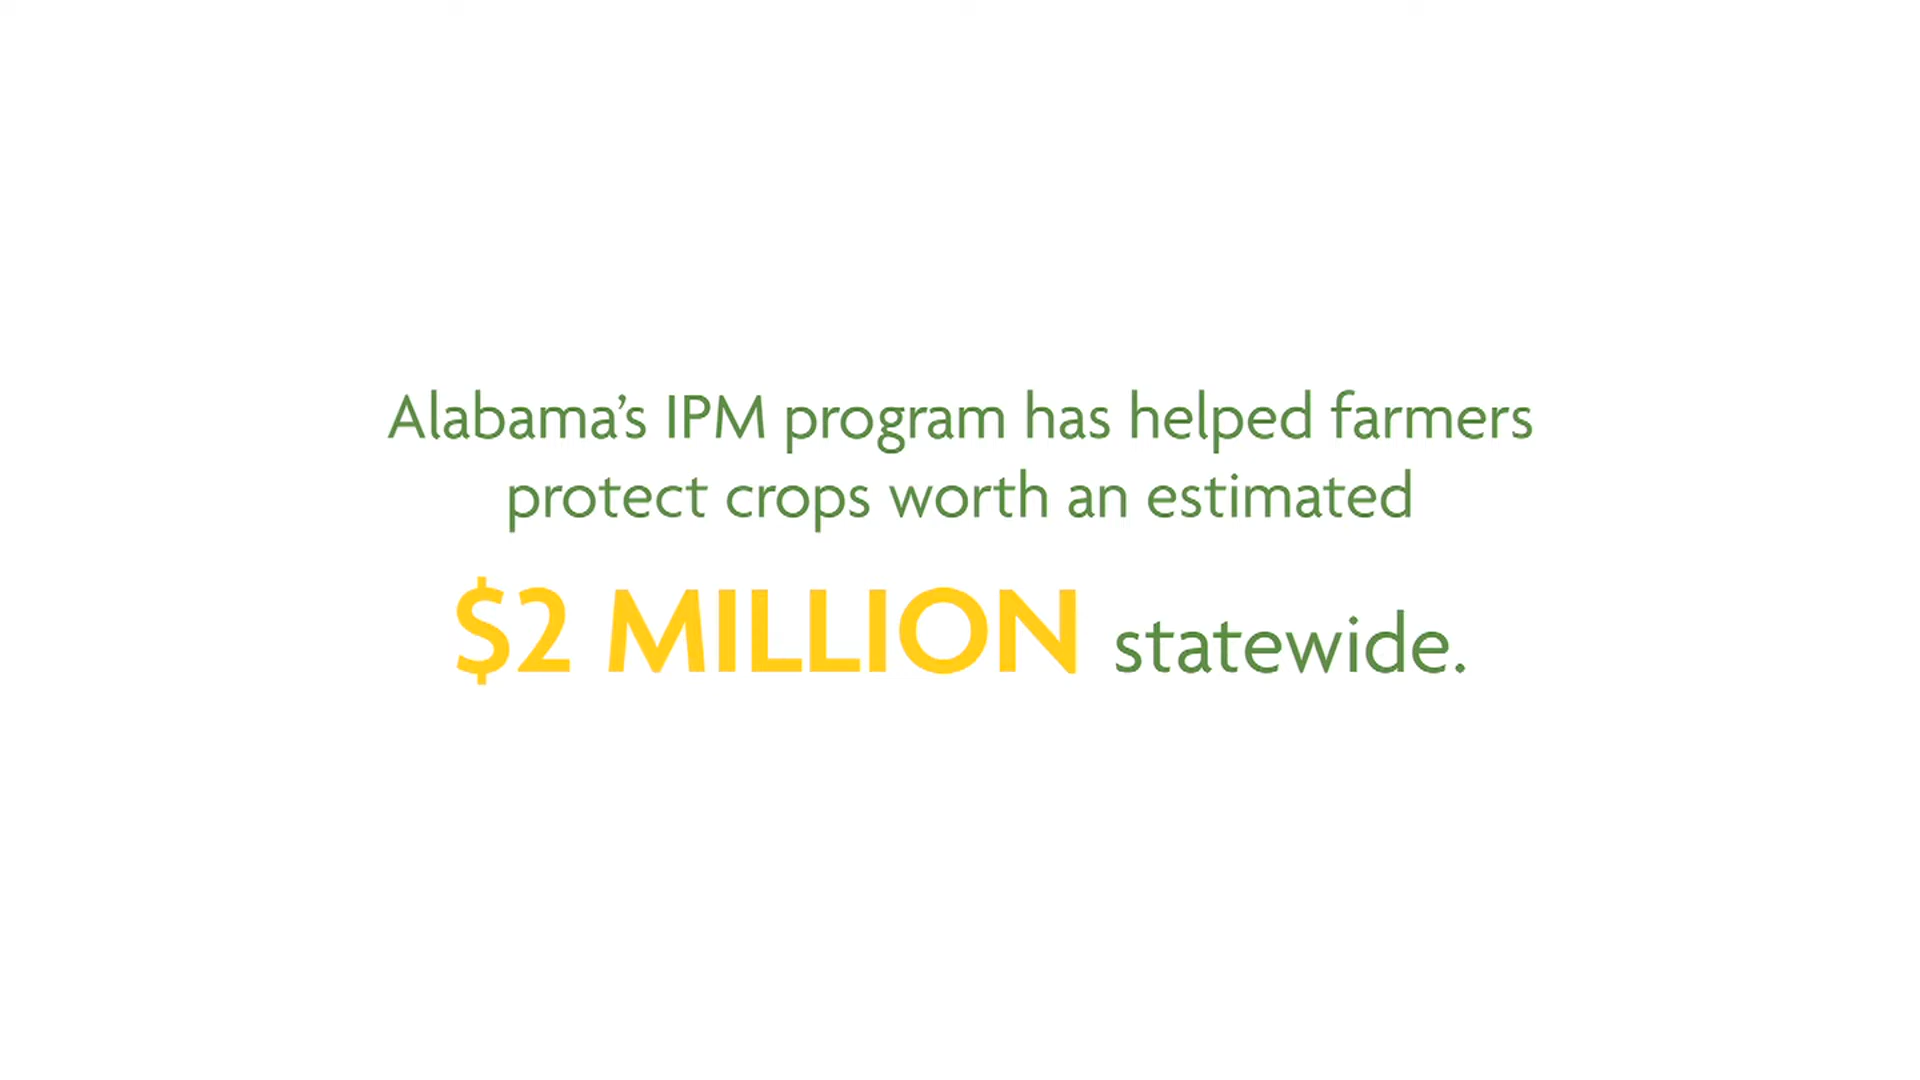 Alabama’s IPM program has helped farmers
protect crops worth an estimated
$2 MILLION statewide.